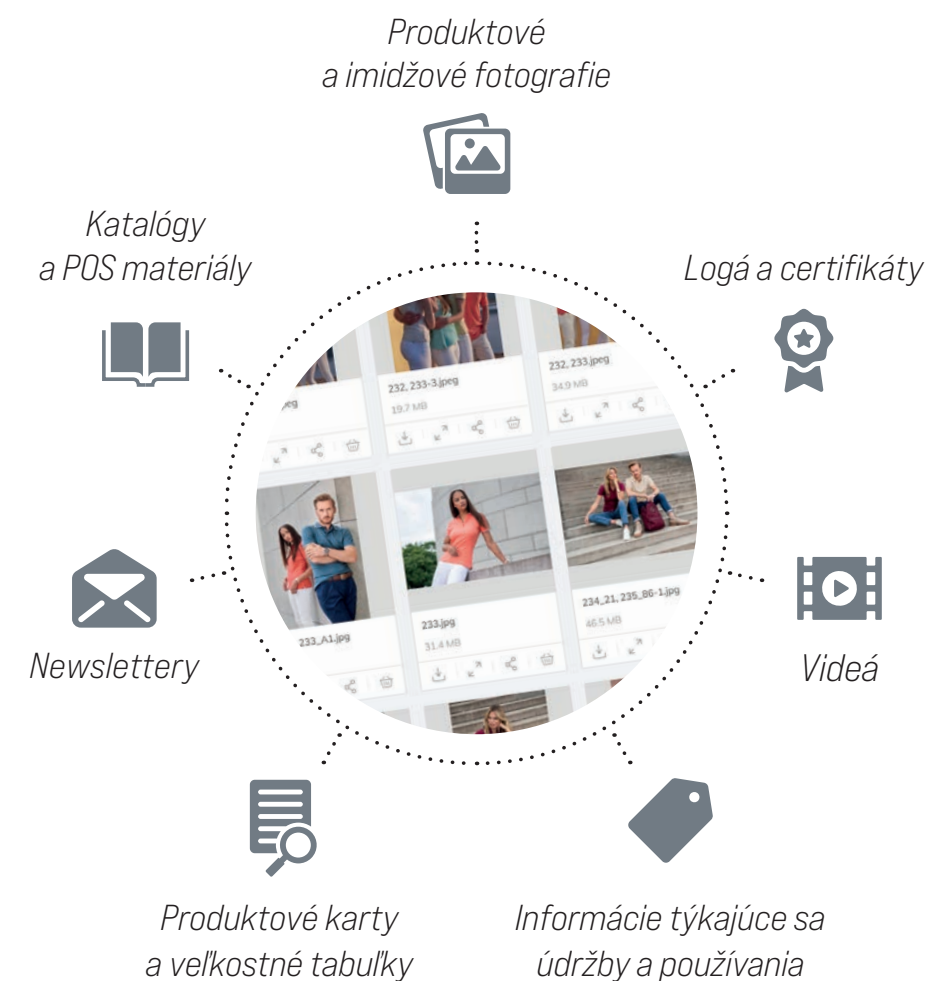 Produktové
a imidžové fotografie
Katalógy
a POS materiály
Logá a certifikáty
232, 233-3.jpeg
19.7 MB
232, 233.jpeg
34.9 MB
233_A1.jpg
233.jpg
31.4 MB
234_21, 235_86-1.jpg
46.5 MB
Newslettery
Videá
Produktové karty
a veľkostné tabuľky
Informácie týkajúce sa
údržby a používania